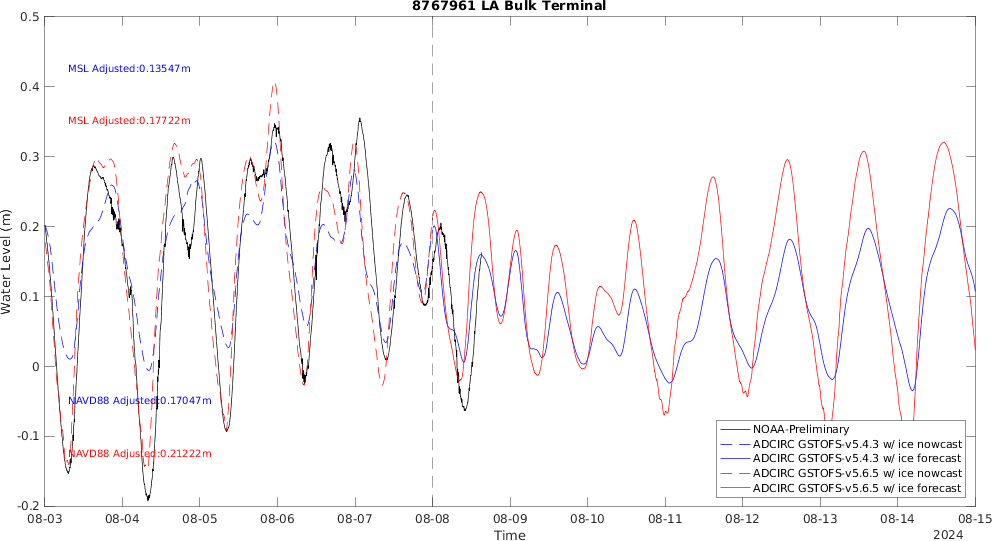 8767961 LA Bulk Terminal
0.5
0.4
0.3
0.2
0.1
0
-0.1
-0.2
Water Level (m)
MSL Adjusted:0.13547m
MSL Adjusted:0.17722m
NAVD88 Adjusted:0.17047m
NAVD88 Adjusted:0.21222m
NOAA-Preliminary
ADCIRC GSTOFS-v5.4.3 w/ ice nowcast
ADCIRC GSTOFS-v5.4.3 w/ ice forecast
ADCIRC GSTOFS-v5.6.5 w/ ice nowcast
ADCIRC GSTOFS-v5.6.5 w/ ice forecast
08-03 08-04 08-05 08-06 08-07 08-08 08-09 08-10 08-11 08-12 08-13 08-14 08-15
Time
2024